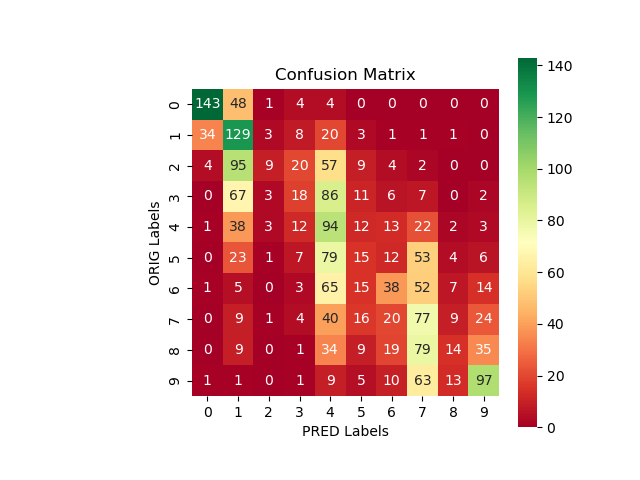 Confusion Matrix
140
0 143 48 1 4 4 0 0 0 0 0
1 34 129 3 8 20 3 1 1 1 0
120
2 4 95 9 20 57 9 4 2 0 0
100
3 0 67 3 18 86 11 6 7 0 2
80
4 1 38 3 12 94 12 13 22 2 3
ORIG Labels
5 0 23 1 7 79 15 12 53 4 6
60
6 1 5 0 3 65 15 38 52 7 14
40
7 0 9 1 4 40 16 20 77 9 24
8 0 9 0 1 34 9 19 79 14 35
20
9 1 1 0 1 9 5 10 63 13 97
0 1 2 3 4 5 6 7 8 9
0
PRED Labels